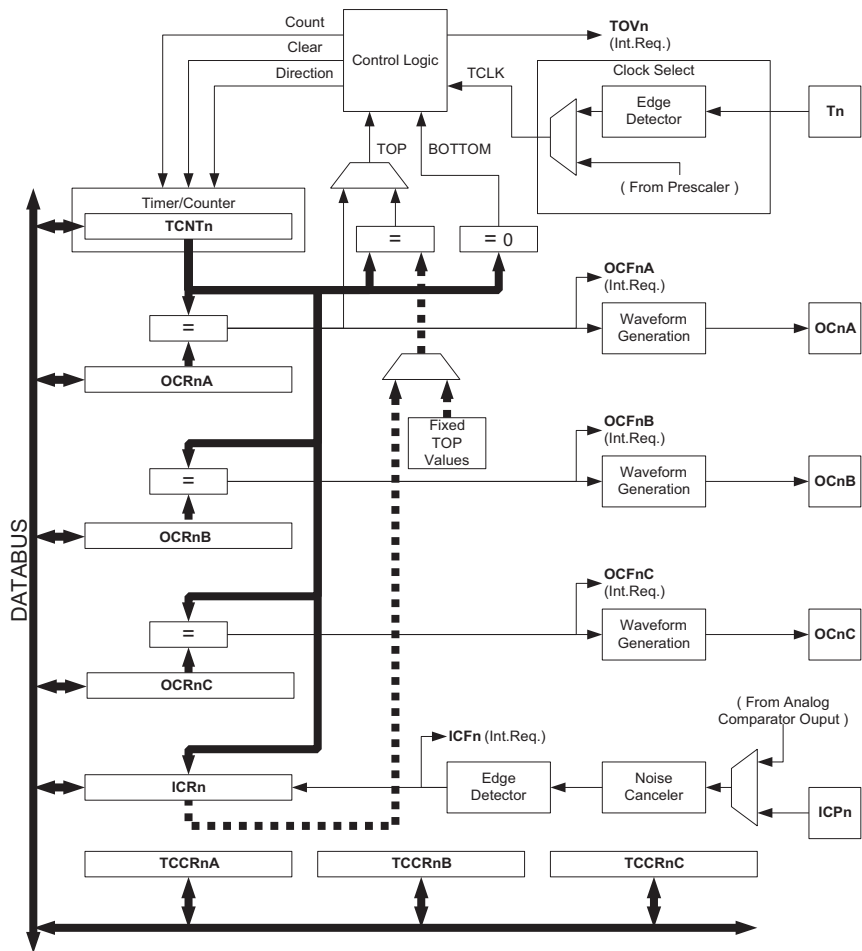 Count
Clear
Direction
Control Logic
TOVn
(Int.Req.)
TCLK
Clock Select
Edge
Detector
Tn
( From Prescaler )
TOP
BOTTOM
Timer/Counter
TCNTn
=
= 0
OCFnA
(Int.Req.)
=
Waveform
Generation
OCnA
OCRnA
Fixed
TOP
Values
OCFnB
(Int.Req.)
=
Waveform
Generation
OCnB
OCRnB
DATABUS
OCFnC
(Int.Req.)
=
Waveform
Generation
OCnC
OCRnC
( From Analog
Comparator Ouput )
ICFn (Int.Req.)
ICRn
Edge
Detector
Noise
Canceler
ICPn
TCCRnA
TCCRnB
TCCRnC